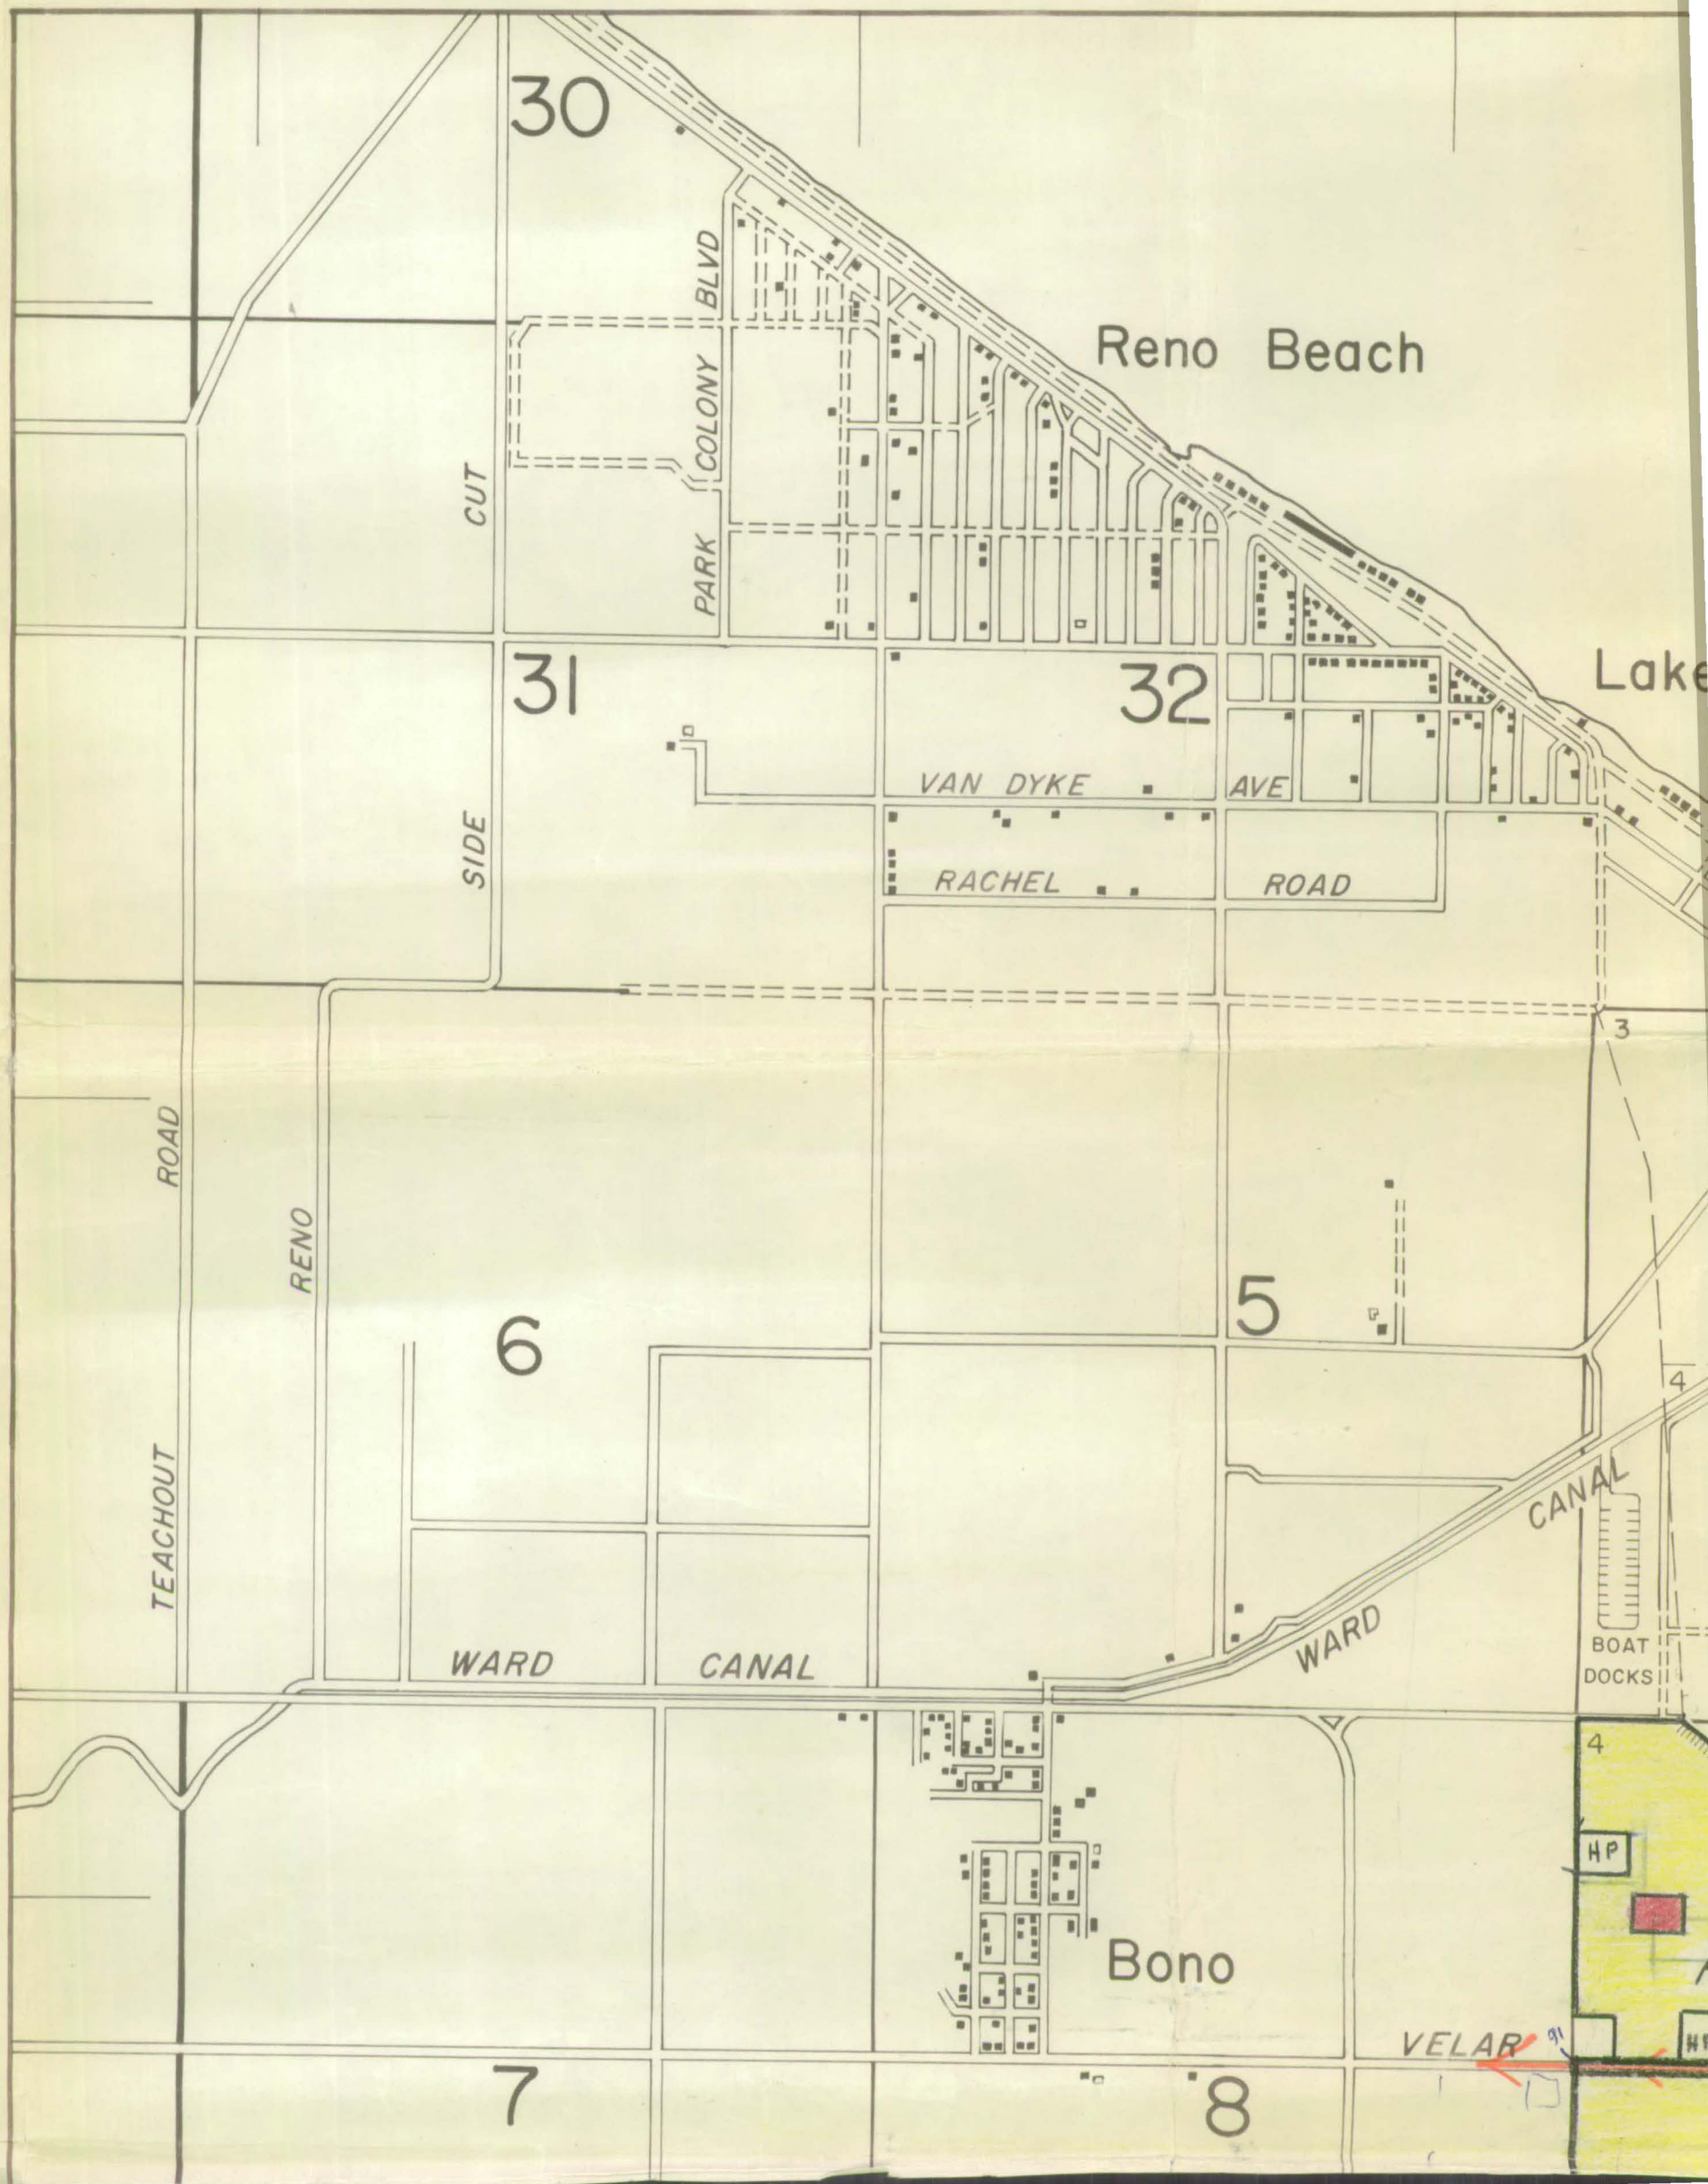 30
Reno Beach
PARK COLONY BLVD
CUT
SIDE
RENO
31
32
Lake
VAN DYKE AVE
RACHEL ROAD
3
TEACHOUT ROAD
6
5
4
WARD CANAL
WARD CANAL
BOAT
DOCKS
4
HP
Bono
VELAR
91
7
8